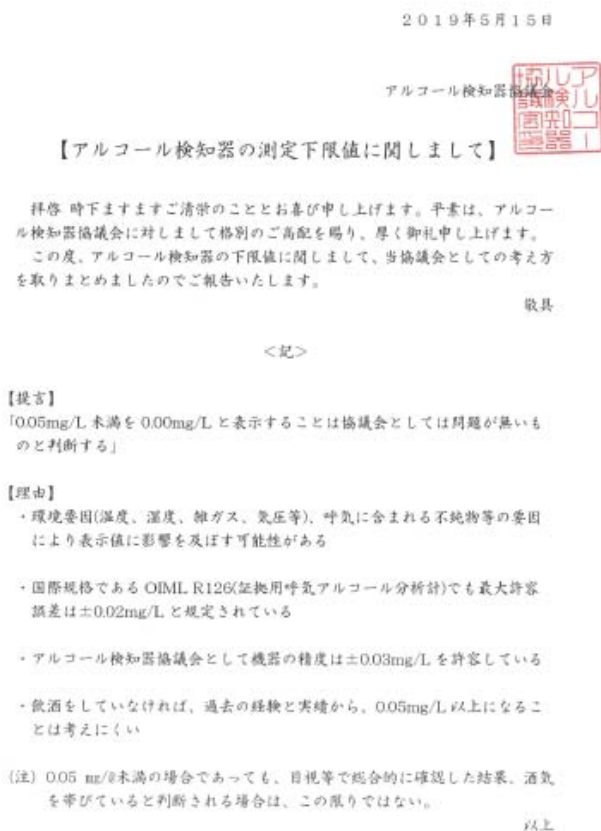 2019年5月15日
アルコール検知器協議会
アルコール検知器協議会
【アルコール検知器の測定下限値に関しまして】
拝啓 時下ますますご清栄のこととお喜び申し上げます。平素は、アルコー
ル検知器協議会に対しまして格別のご高配を賜り、厚く御礼申し上げます。
この度、アルコール検知器の下限値に関しまして、当協議会としての考え方
を取りまとめましたのでご報告いたします。
敬具
<記>
【提言】
「0.05mg/L 未満を 0.00mg/L と表示することは協議会としては問題が無いも
のと判断する」
【理由】
・環境要因(温度、湿度、雑ガス、気圧等)、呼気に含まれる不純物等の要因
により表示値に影響を及ぼす可能性がある
・国際規格である OIML R126(証拠用呼気アルコール分析計)でも最大許容
誤差は±0.02mg/L と規定されている
・アルコール検知器協議会として機器の精度は±0.03mg/L を許容している
・飲酒をしていなければ、過去の経験と実績から、0.05mg/L 以上になるこ
とは考えにくい
(注) 0.05 mg/ℓ未満の場合であっても、目視等で総合的に確認した結果、酒気
を帯びていると判断される場合は、この限りではない。
以上